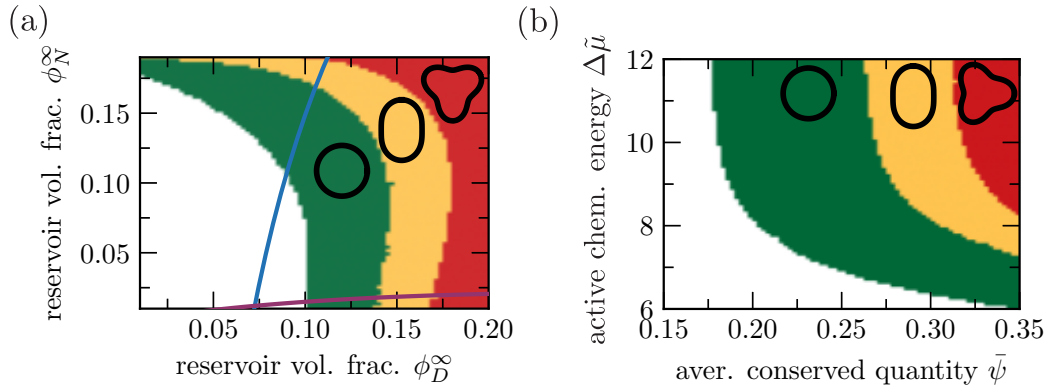 (a)
reservoir vol. frac. ϕ_N^∞
0.15
0.10
0.05
0.05 0.10 0.15 0.20
reservoir vol. frac. ϕ_D^∞
(b)
active chem. energy Δμ̃
12
10
8
6
0.15 0.20 0.25 0.30 0.35
aver. conserved quantity ψ̄